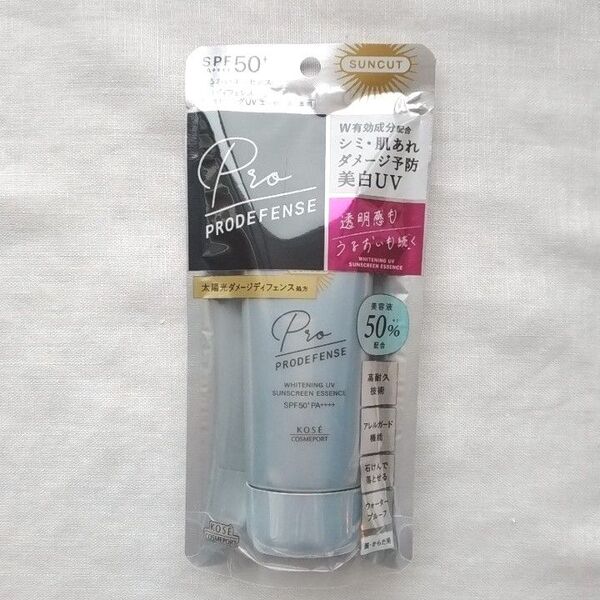 SPF50+
SUNCUT
W有効成分配合
シミ・肌あれ
ダメージ予防
美白UV
Pro
PRODEFENSE
透明感も
うるおいも続く
WHITENING UV
SUNSCREEN ESSENCE
太陽光ダメージディフェンス処方
美容液
50%
配合
Pro
PRODEFENSE
WHITENING UV
SUNSCREEN ESSENCE
SPF50+ PA++++
KOSÉ
COSMEPORT
高耐久
技術
アレルガード
機能
石けんで
落とせる
ウォーター
プルーフ
顔・からだ用
KOSÉ
COSMEPORT